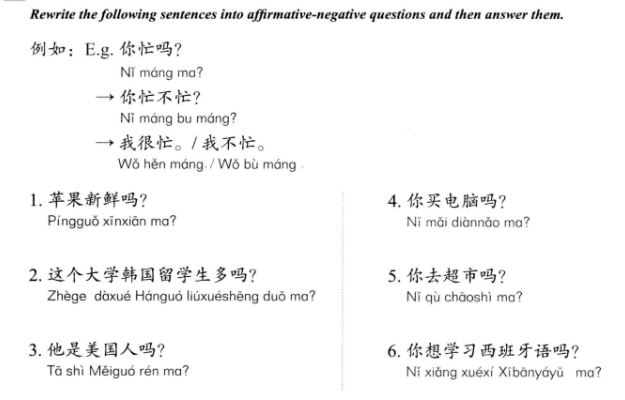 Rewrite the following sentences into affirmative-negative questions and then answer them.
例如：E.g. 你忙吗？
Nǐ máng ma?
→ 你忙不忙？
Nǐ máng bu máng?
→ 我很忙。/ 我不忙。
Wǒ hěn máng. / Wǒ bù máng .
1. 苹果新鲜吗？
Píngguǒ xīnxiān ma?
2. 这个大学韩国留学生多吗？
Zhège dàxué Hánguó liúxuéshēng duō ma?
3. 他是美国人吗？
Tā shì Měiguó rén ma?
4. 你买电脑吗？
Nǐ mǎi diànnǎo ma?
5. 你去超市吗？
Nǐ qù chāoshì ma?
6. 你想学习西班牙语吗？
Nǐ xiǎng xuéxí Xībānyáyǔ ma?